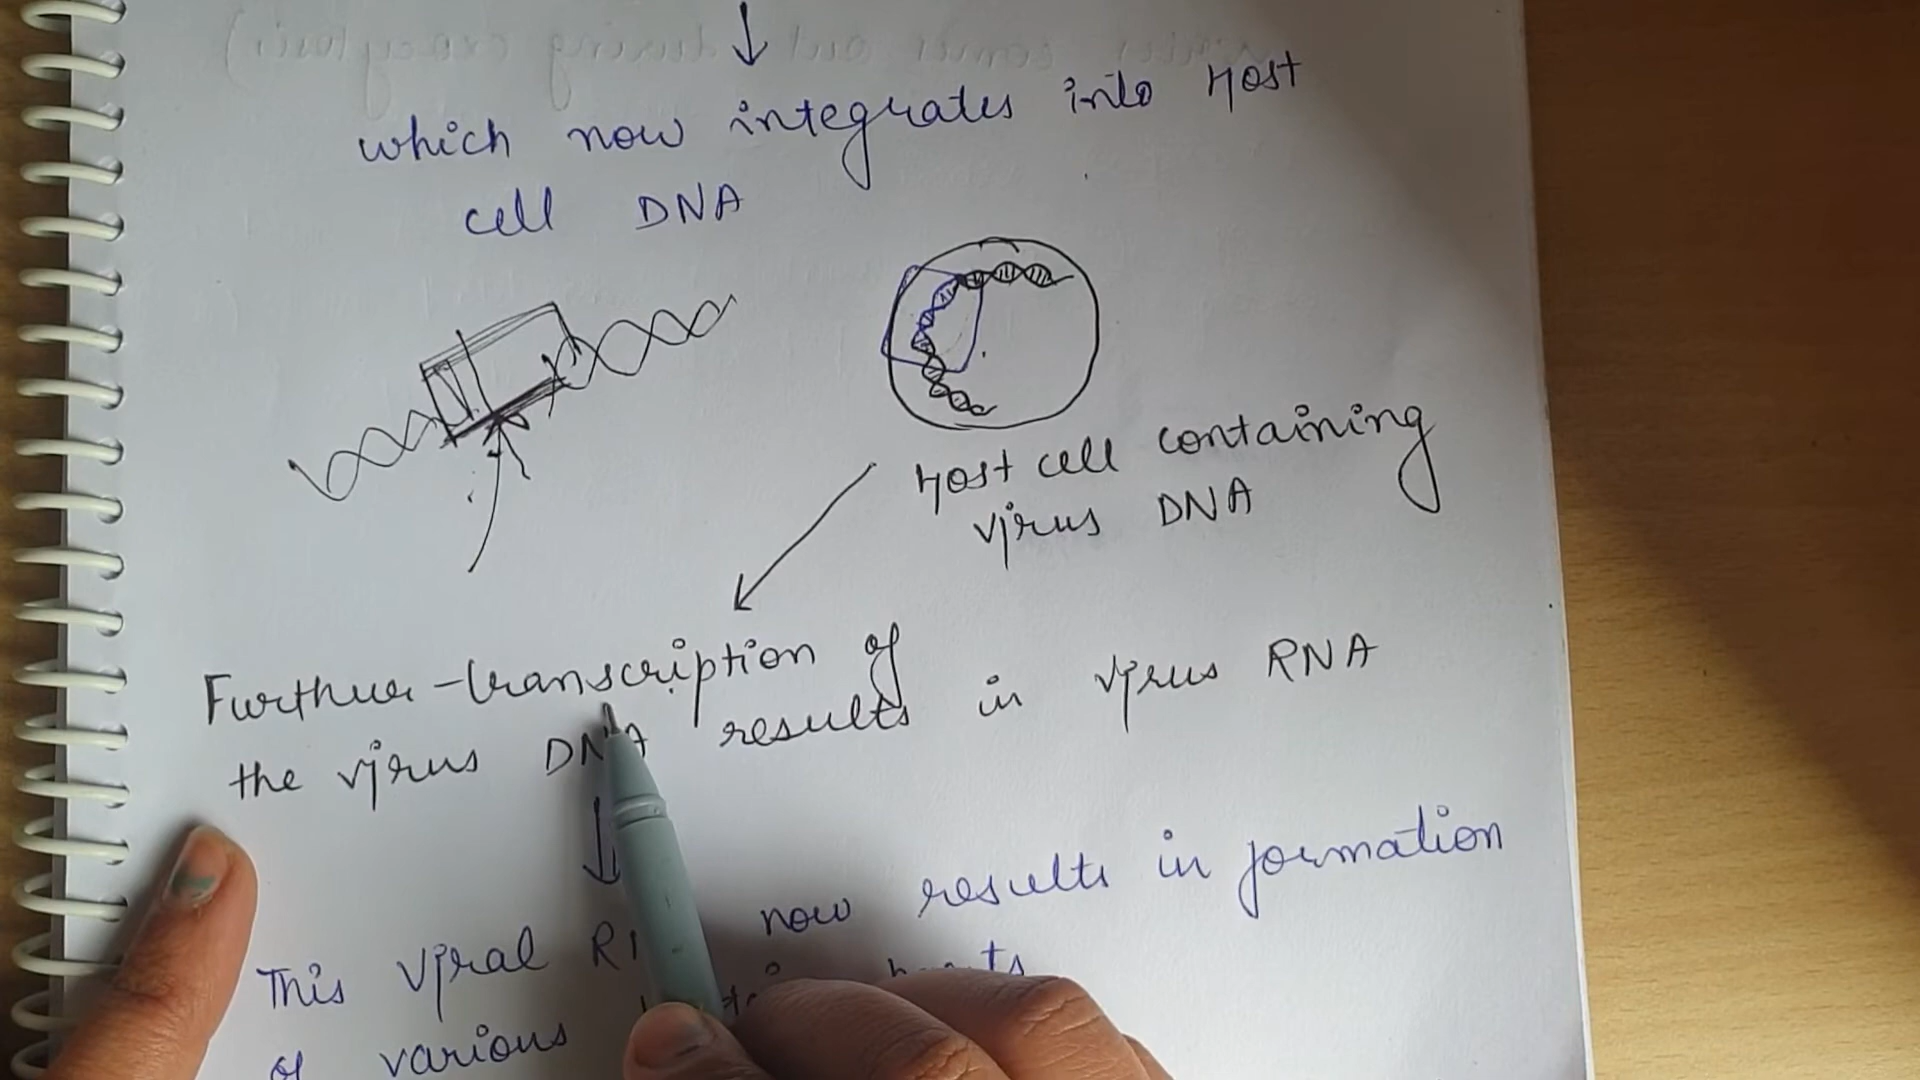 which now integrates into Host
cell DNA
Host cell containing
virus DNA
Further transcription of
the virus DNA results in virus RNA
This viral now results in formation
of various